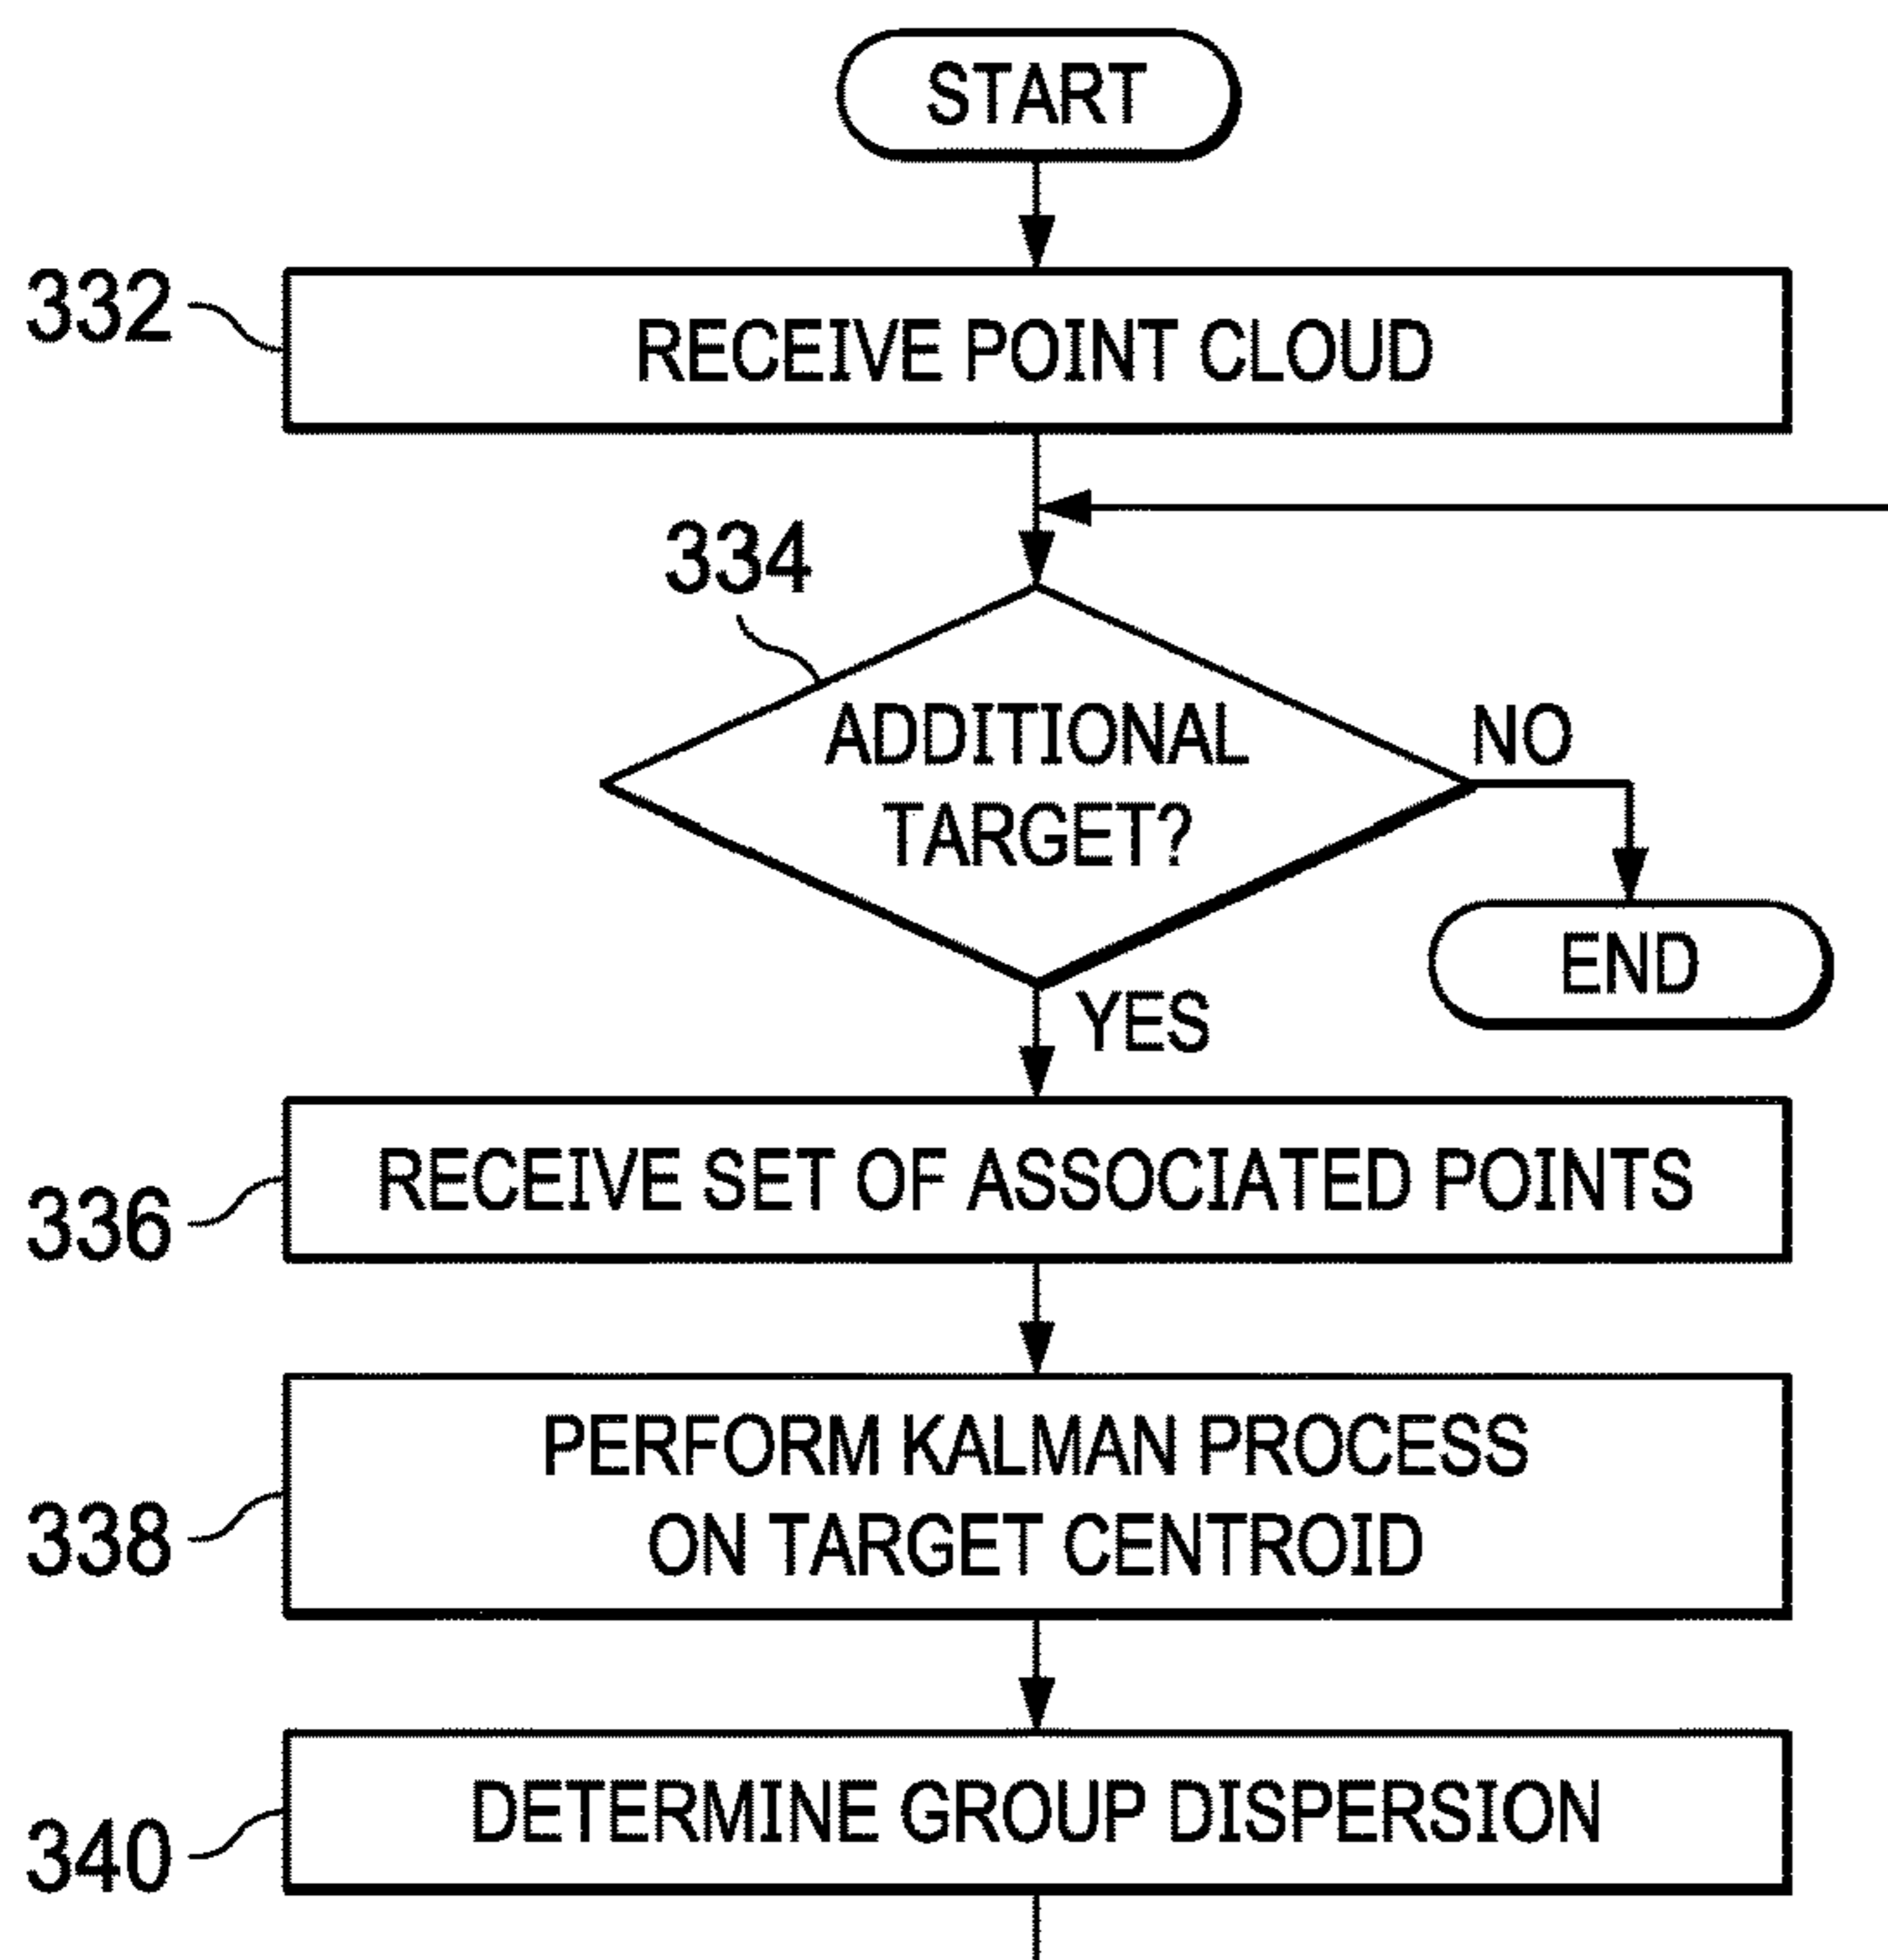 START
332
RECEIVE POINT CLOUD
334
ADDITIONAL
TARGET?
NO
END
YES
RECEIVE SET OF ASSOCIATED POINTS
336
PERFORM KALMAN PROCESS
ON TARGET CENTROID
338
DETERMINE GROUP DISPERSION
340